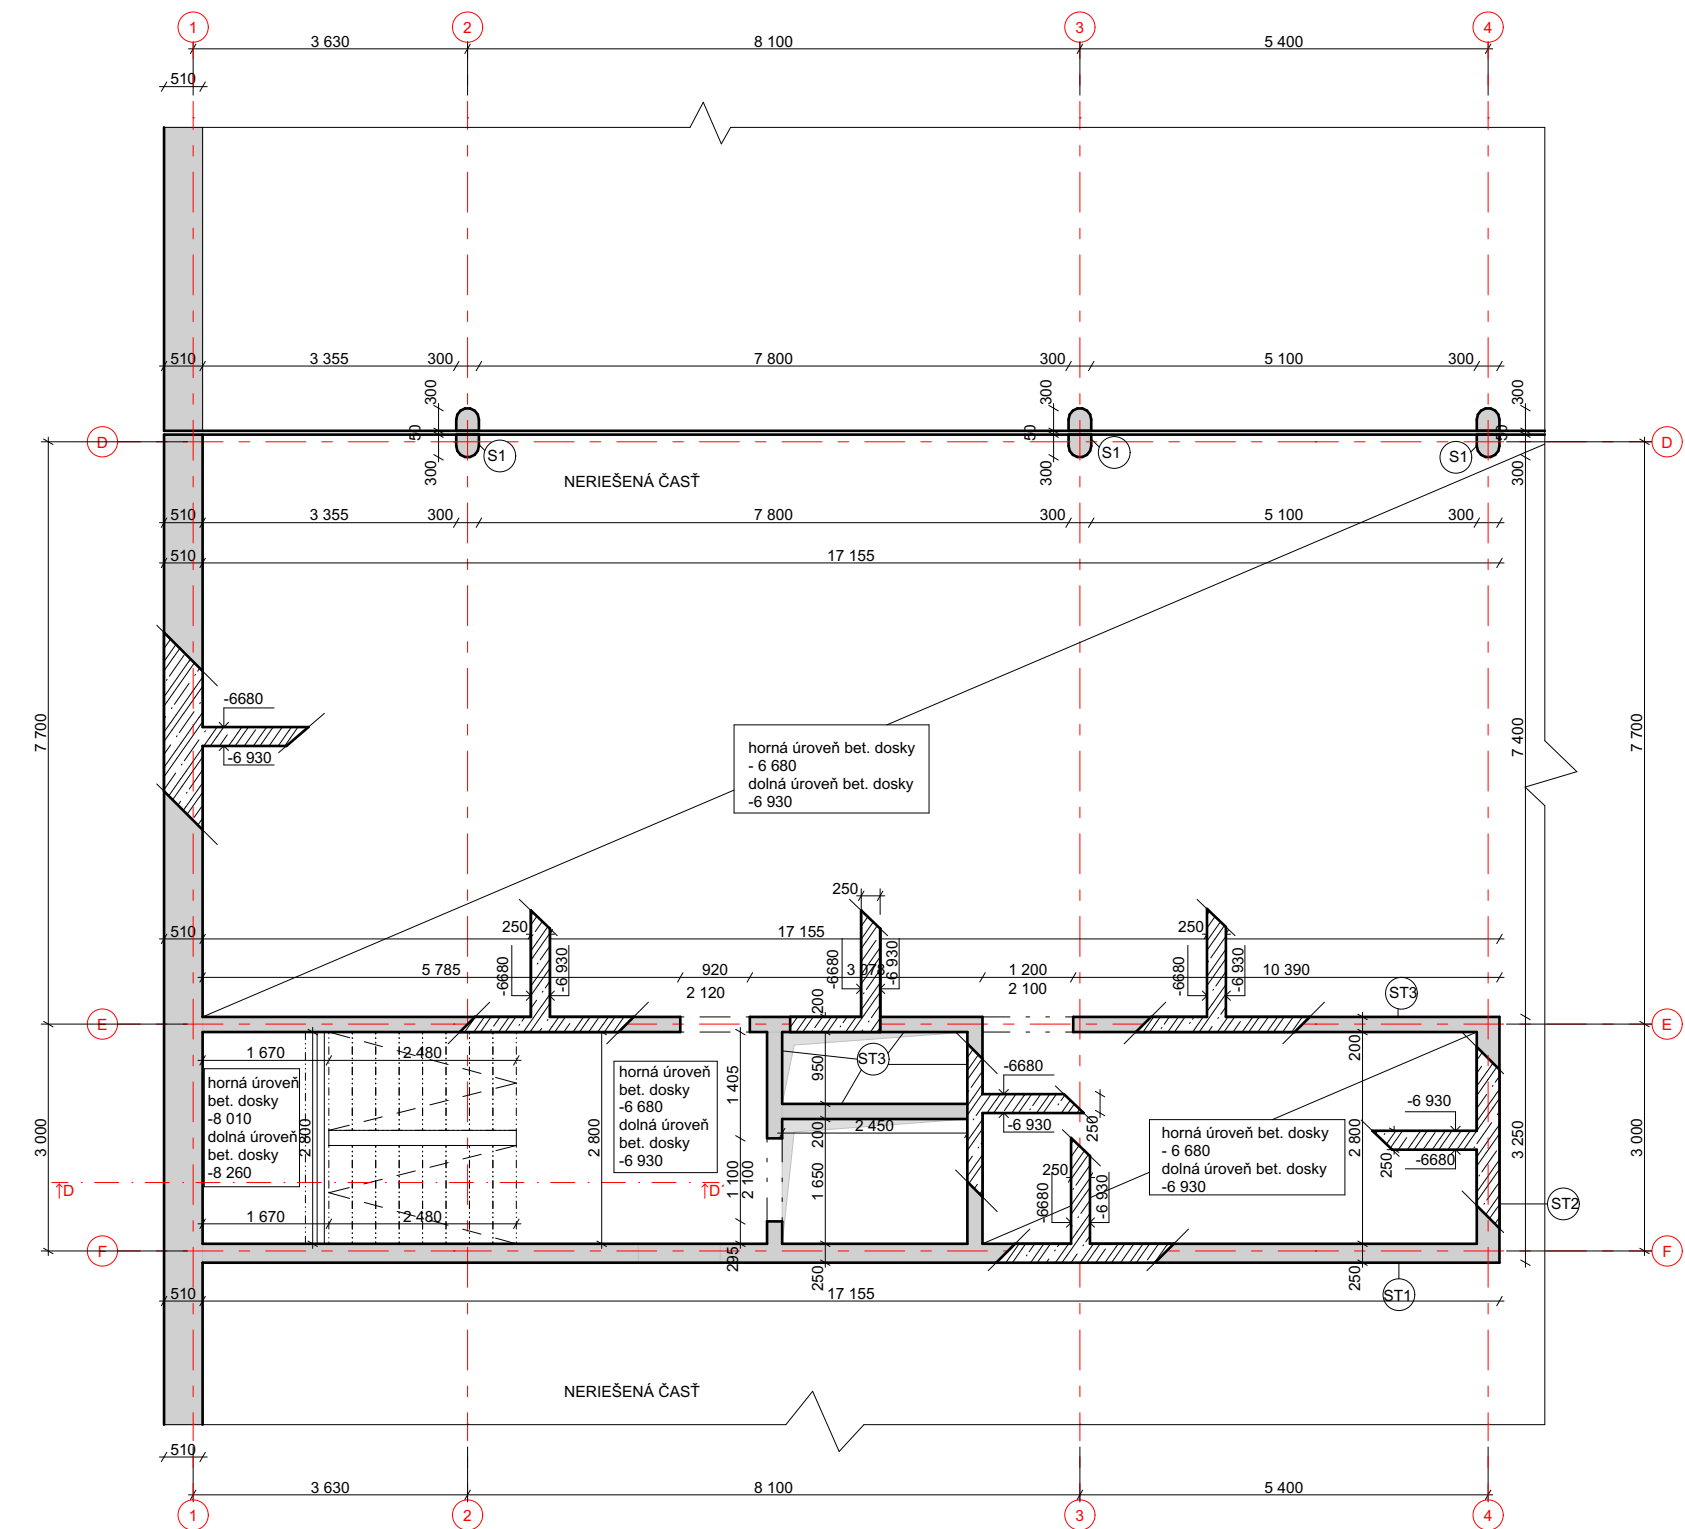 1 2 3 4
3 630 8 100 5 400
510
510 3 355 300 7 800 300 5 100 300
300 300 300
50 50 50
D D
S1 S1 S1
300 300 300
NERIEŠENÁ ČASŤ
510 3 355 300 7 800 300 5 100 300
510 17 155
-6680
-6 930
7 700 7 400 7 700
horná úroveň bet. dosky
- 6 680
dolná úroveň bet. dosky
-6 930
250 250 250
510 17 155
-6680 -6 930 -6680 -6 930 -6680 -6 930
5 785 920 3 078 1 200 10 390
2 120 2 100
ST3
200
E E
1 670 2 480
ST3
200
950
1 405
horná úroveň
bet. dosky
-8 010
dolná úroveň
bet. dosky
-8 260
2 800
2 800
horná úroveň
bet. dosky
-6 680
dolná úroveň
bet. dosky
-6 930
-6680
-6 930
250
200
2 450
1 100
2 100
1 650
horná úroveň bet. dosky
- 6 680
dolná úroveň bet. dosky
-6 930
2 800
-6 930
-6680
250
3 000 3 250 3 000
250
-6680 -6 930
D D´
ST2
1 670 2 480
F F
295 250 250
ST1
510 17 155
NERIEŠENÁ ČASŤ
510
3 630 8 100 5 400
1 2 3 4